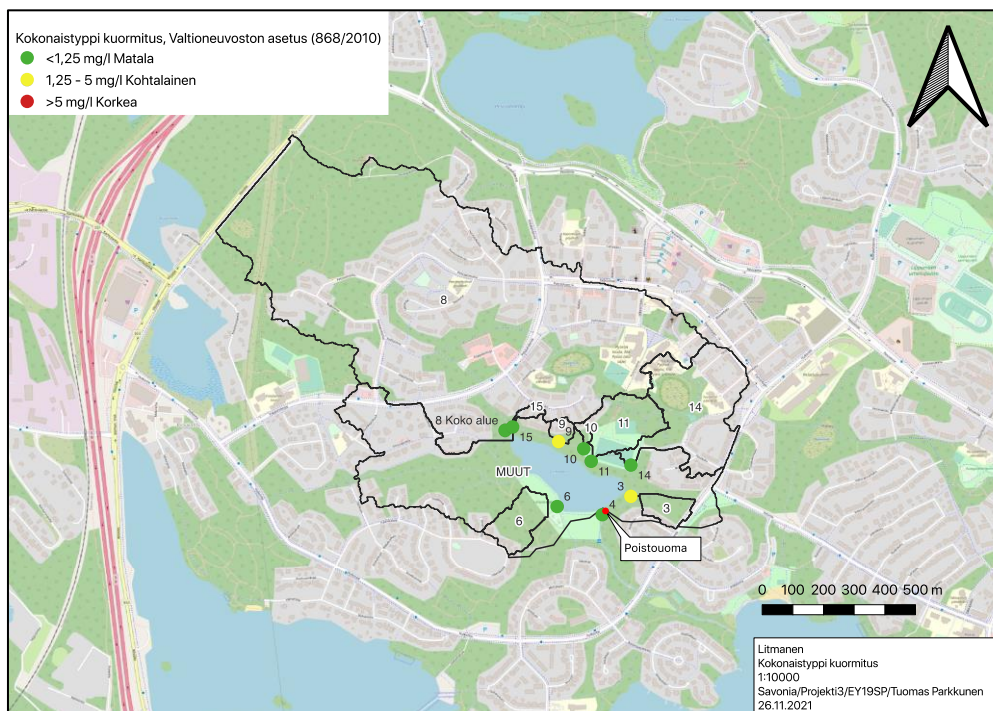 Kokonaistyppi kuormitus, Valtioneuvoston asetus (868/2010)
<1,25 mg/l Matala
1,25 - 5 mg/l Kohtalainen
>5 mg/l Korkea
8
14
15
9
10
11
8 Koko alue
15
9
10
11
14
MUUT
3
3
6
6
4
Poistouoma
0 100 200 300 400 500 m
Litmanen
Kokonaistyppi kuormitus
1:10000
Savonia/Projekti3/EY19SP/Tuomas Parkkunen
26.11.2021